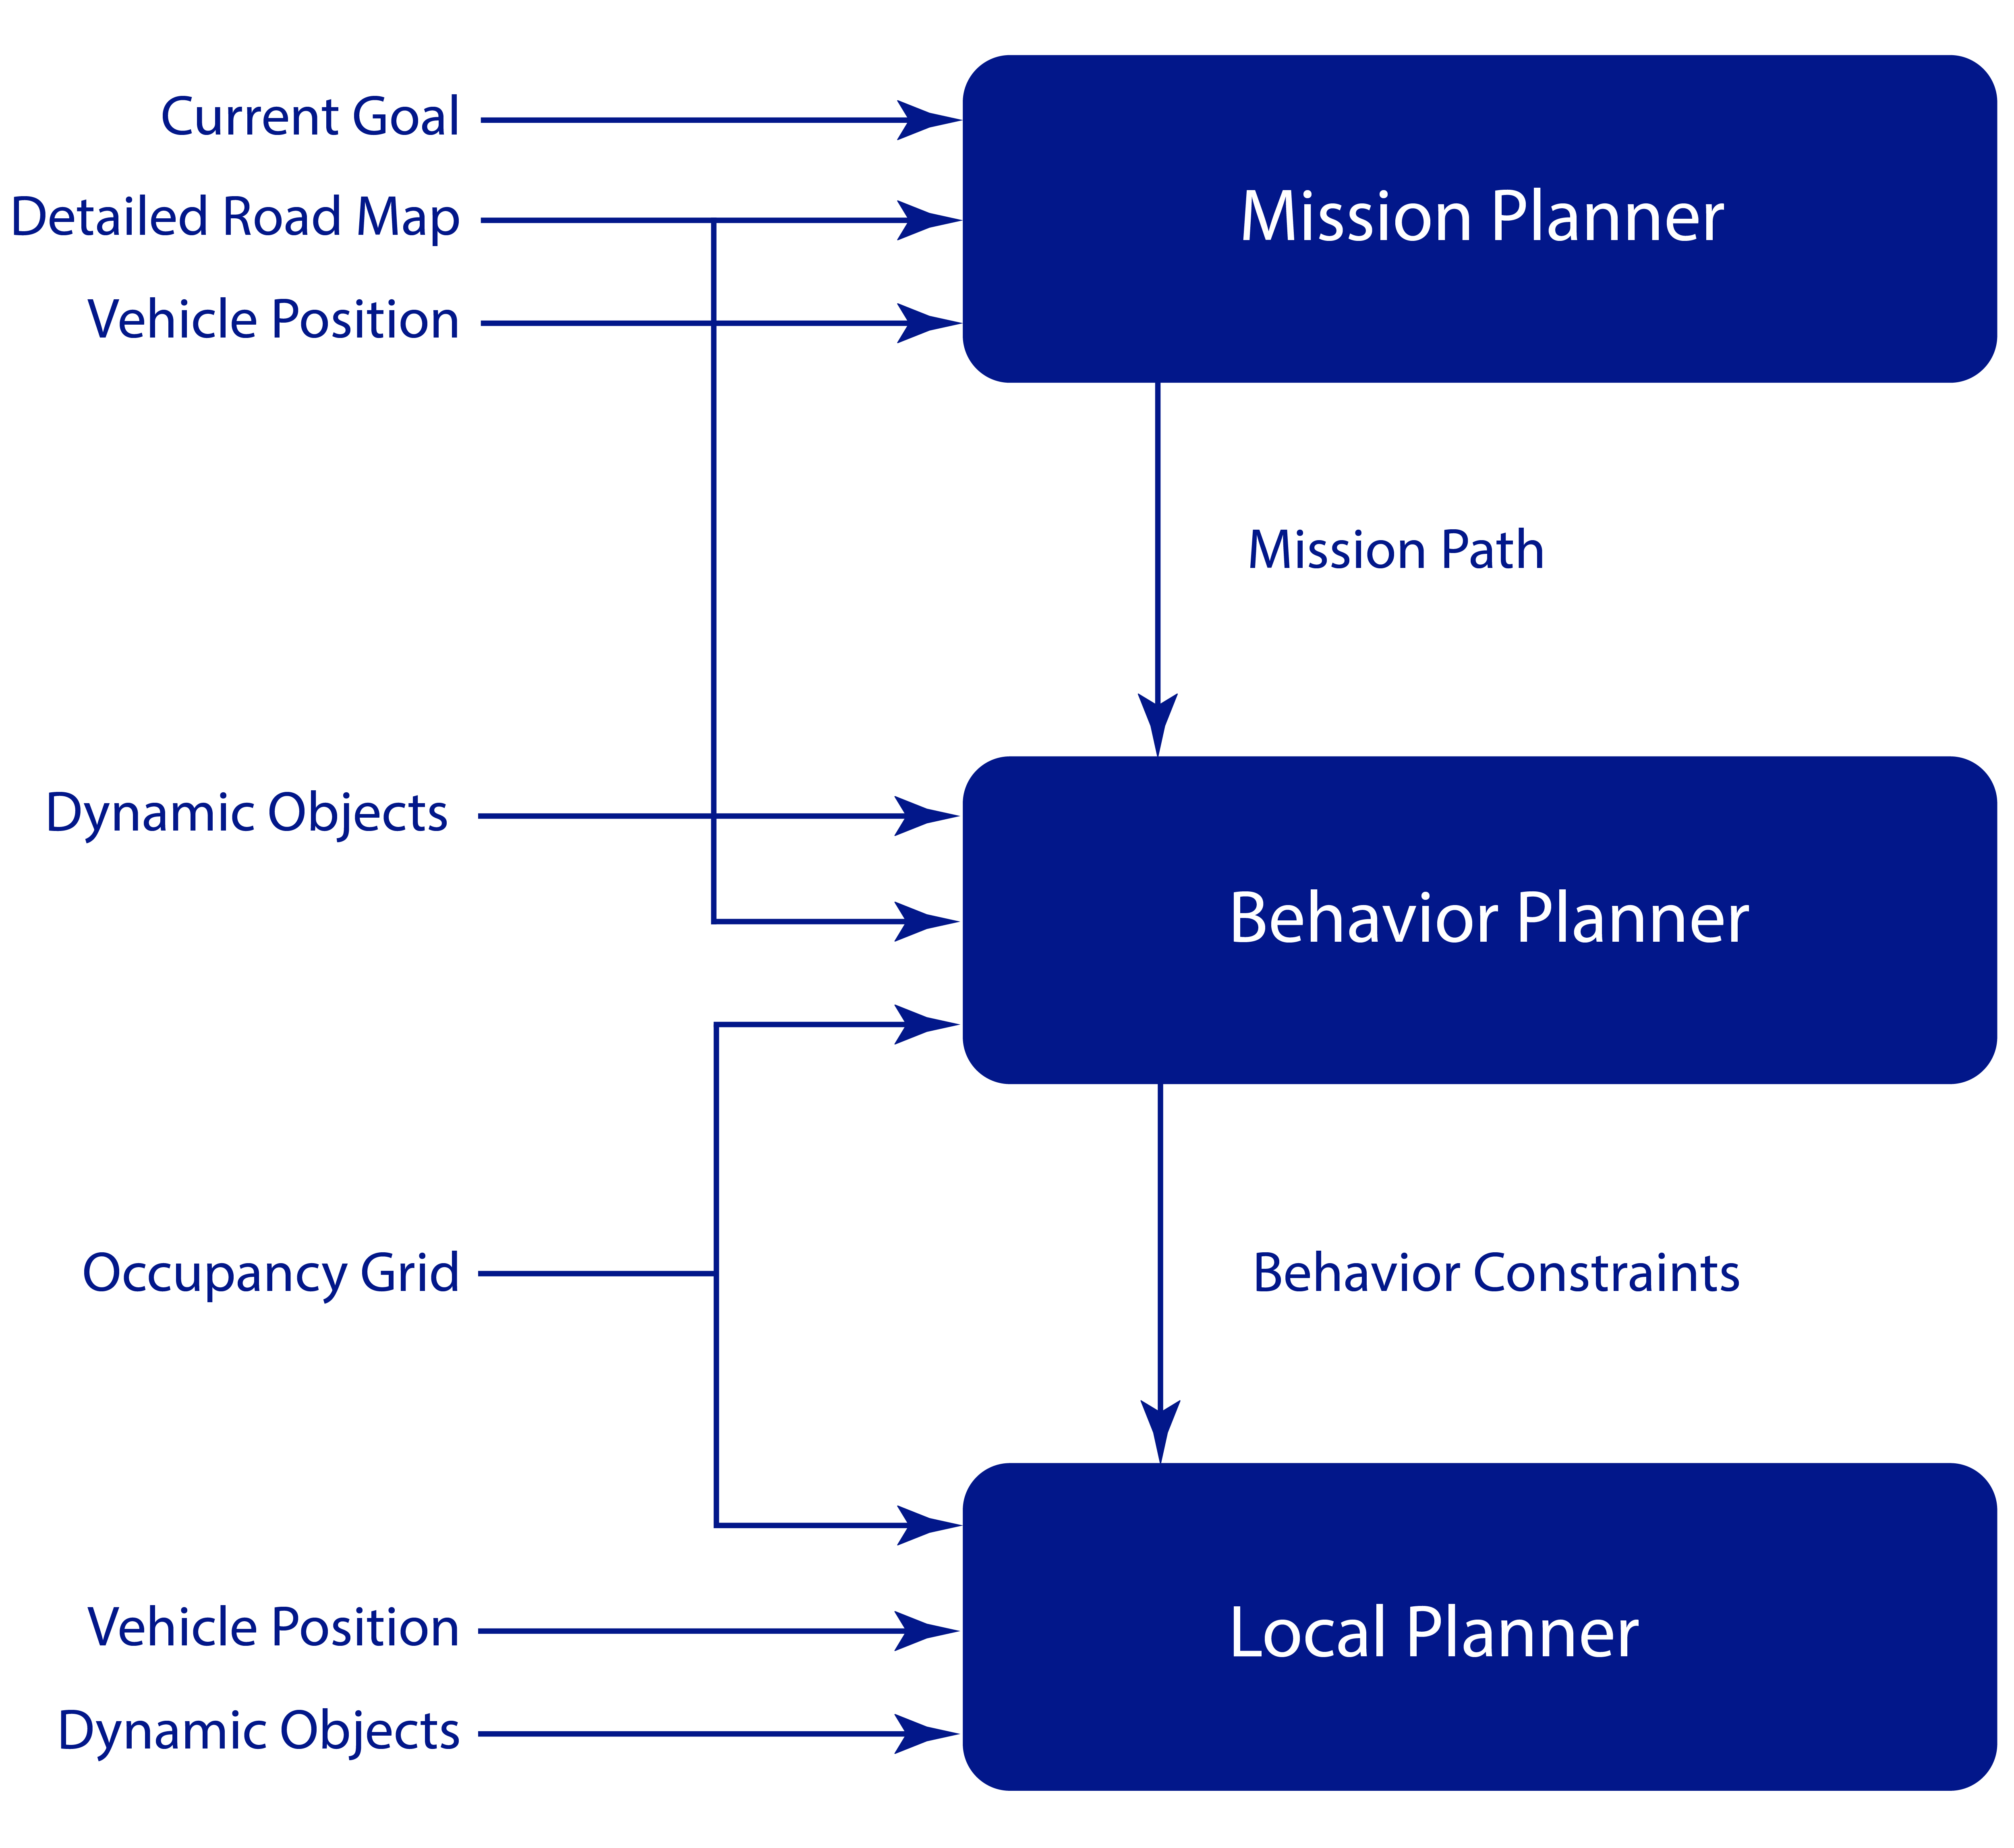 Current Goal
Detailed Road Map
Vehicle Position
Mission Planner
Mission Path
Dynamic Objects
Behavior Planner
Occupancy Grid
Behavior Constraints
Vehicle Position
Dynamic Objects
Local Planner